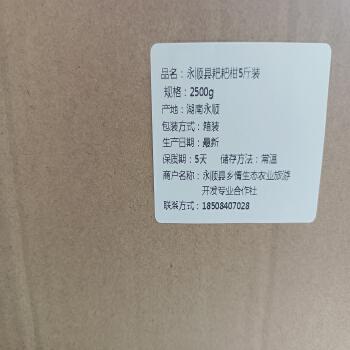 品名：永顺县粑粑柑5斤装
规格：2500g
产地：湖南永顺
包装方式：箱装
生产日期：最新
保质期：5天 储存方法：常温
商户名称：永顺县乡情生态农业旅游
开发专业合作社
联系方式：18508407028